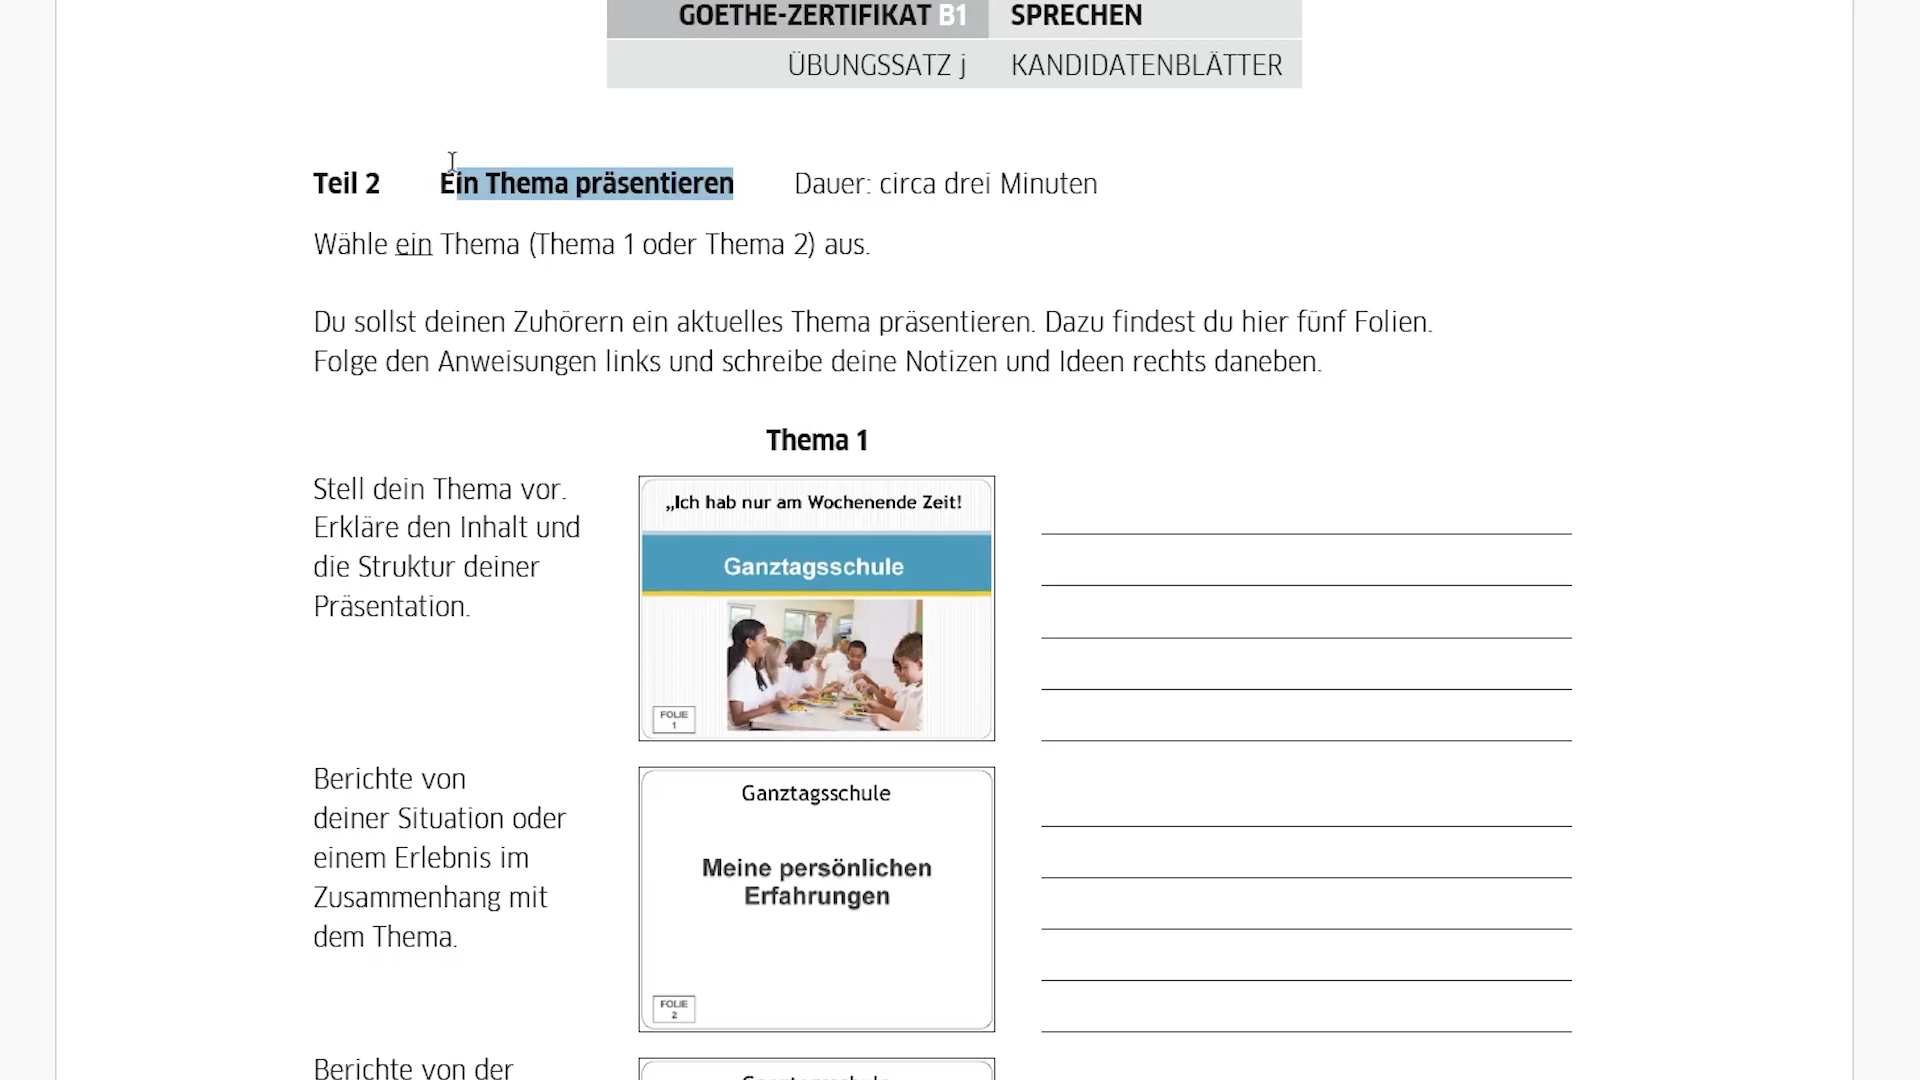 GOETHE-ZERTIFIKAT B1 SPRECHEN
ÜBUNGSSATZ j KANDIDATENBLÄTTER
Teil 2 Ein Thema präsentieren Dauer: circa drei Minuten
Wähle ein Thema (Thema 1 oder Thema 2) aus.
Du sollst deinen Zuhörern ein aktuelles Thema präsentieren. Dazu findest du hier fünf Folien.
Folge den Anweisungen links und schreibe deine Notizen und Ideen rechts daneben.
Thema 1
Stell dein Thema vor.
Erkläre den Inhalt und
die Struktur deiner
Präsentation.
„Ich hab nur am Wochenende Zeit!
Ganztagsschule
FOLIE
1
Berichte von
deiner Situation oder
einem Erlebnis im
Zusammenhang mit
dem Thema.
Ganztagsschule
Meine persönlichen
Erfahrungen
FOLIE
2
Berichte von der